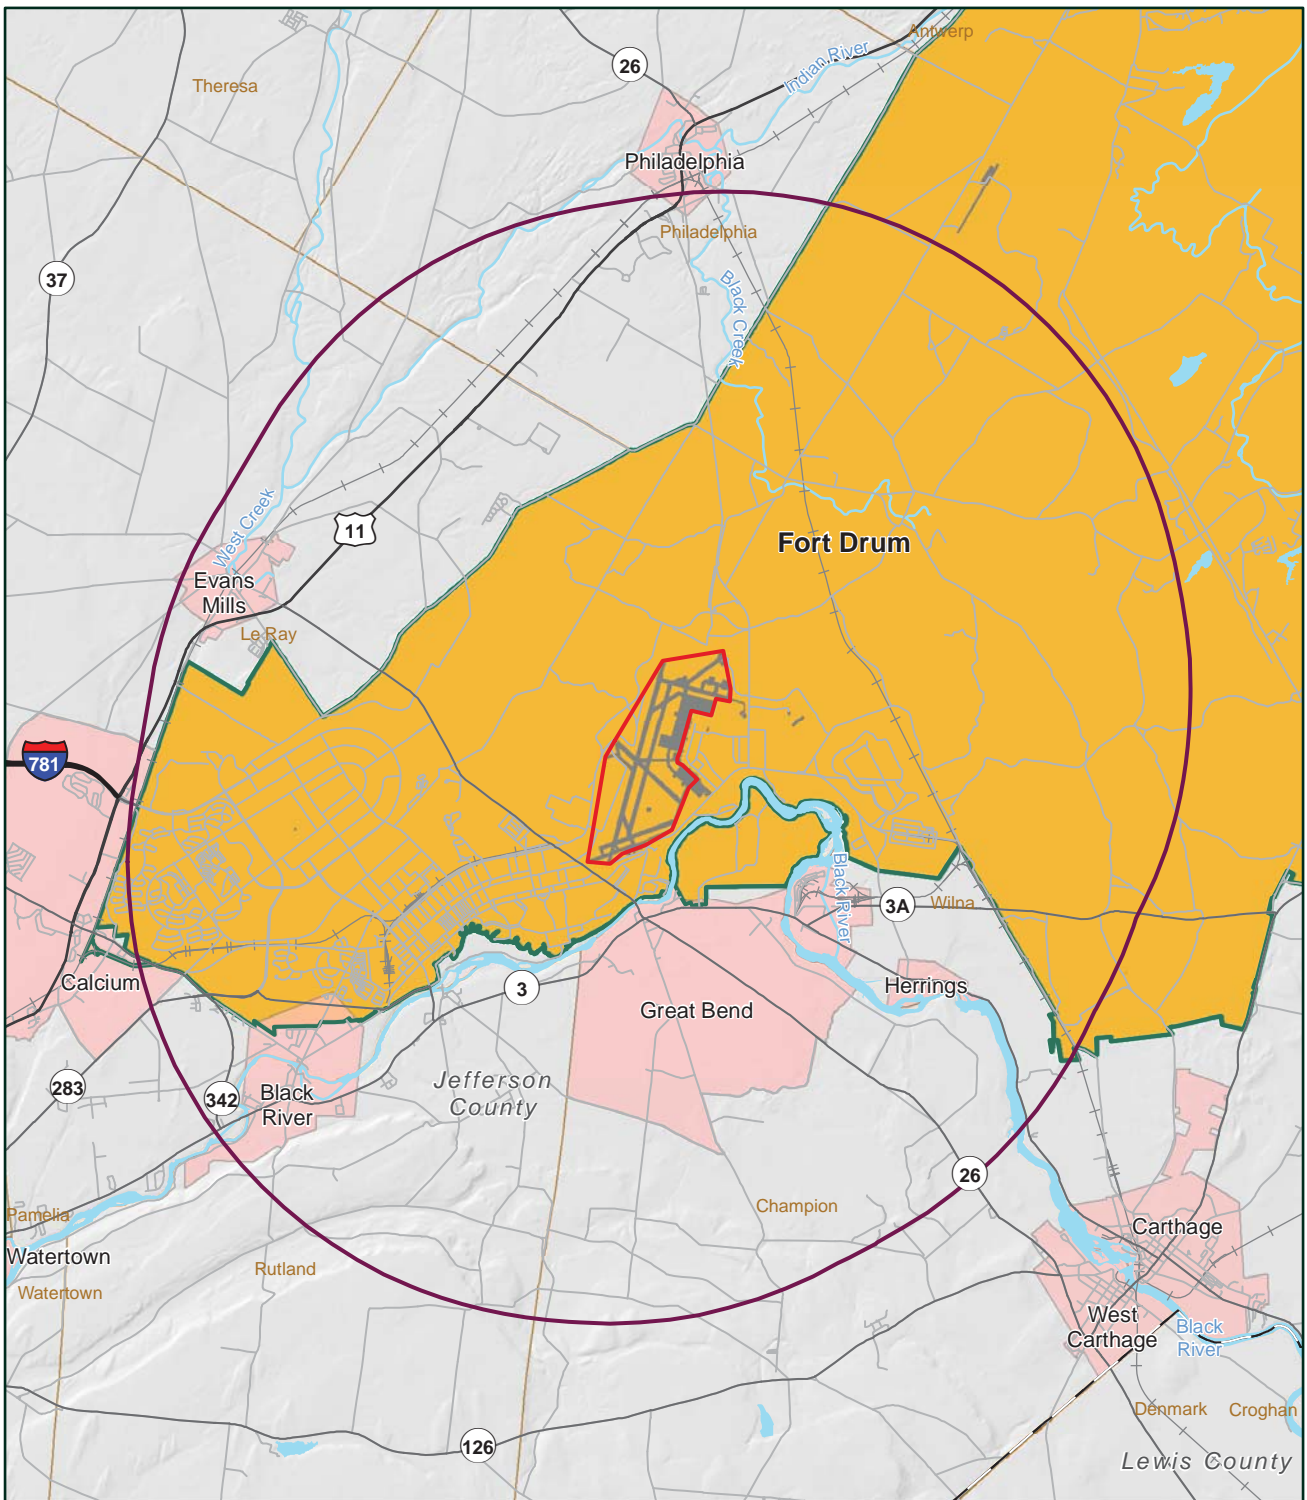 Antwerp
26
Indian River
Theresa
Philadelphia
Philadelphia
37
Black Creek
West Creek
11
Fort Drum
Evans
Mills
Le Ray
781
Black River
3A
Wilna
Calcium
3
Herrings
Great Bend
Jefferson
County
283
342
Black
River
26
Pamelia
Champion
Carthage
Watertown
Rutland
Watertown
West
Carthage
Black
River
Denmark
Croghan
126
Lewis County